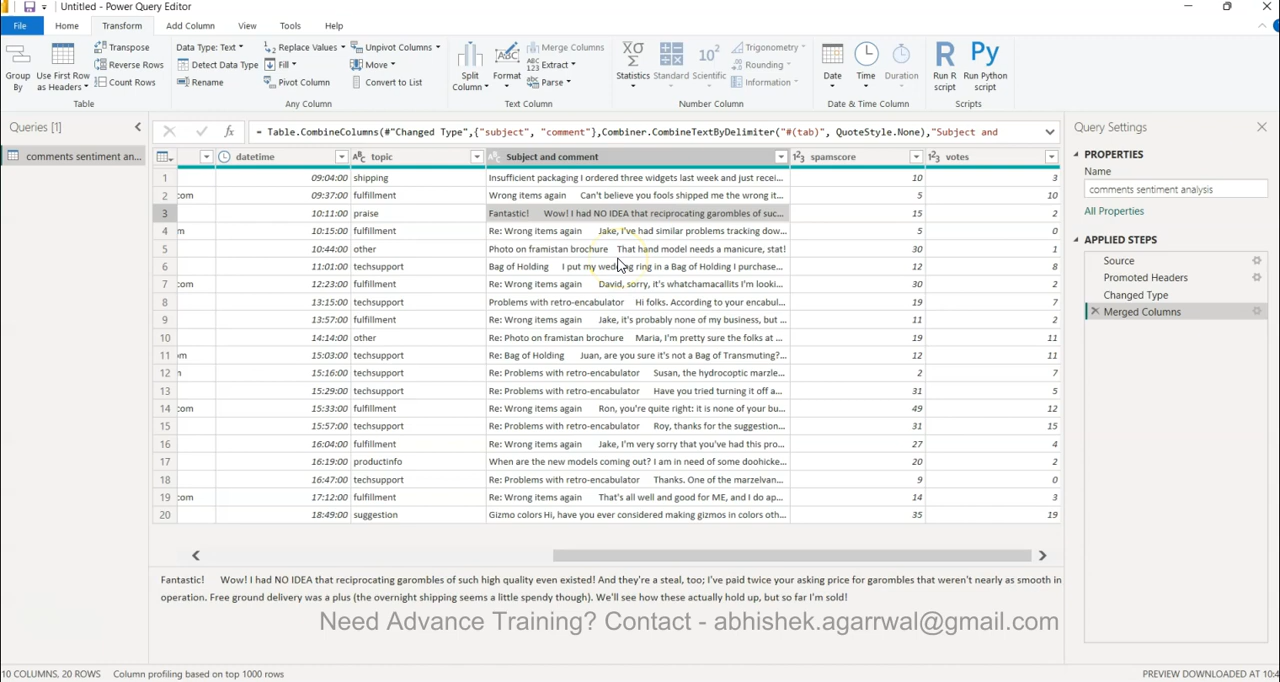 Untitled - Power Query Editor
File Home Transform Add Column View Tools Help
Group By
Use First Row as Headers
Transpose
Reverse Rows
Count Rows
Table
Data Type: Text
Detect Data Type
Rename
Replace Values
Fill
Pivot Column
Unpivot Columns
Move
Convert to List
Any Column
Split Column
Format
Merge Columns
Extract
Parse
Text Column
Statistics
Standard
Scientific
Trigonometry
Rounding
Information
Number Column
Date
Time
Duration
Date & Time Column
Run R script
Run Python script
Scripts
Queries [1]
comments sentiment an...
= Table.CombineColumns(#"Changed Type",{"subject", "comment"},Combiner.CombineTextByDelimiter("#(tab)", QuoteStyle.None),"Subject and
datetime topic Subject and comment spamscore votes
1 09:04:00 shipping Insufficient packaging I ordered three widgets last week and just recei... 10 3
2 com 09:37:00 fulfillment Wrong items again Can't believe you fools shipped me the wrong it... 5 10
3 10:11:00 praise Fantastic! Wow! I had NO IDEA that reciprocating garombles of suc... 15 2
4 m 10:15:00 fulfillment Re: Wrong items again Jake, I've had similar problems tracking dow... 5 0
5 10:44:00 other Photo on framistan brochure That hand model needs a manicure, stat! 30 1
6 11:01:00 techsupport Bag of Holding I put my wedding ring in a Bag of Holding I purchase... 12 8
7 com 12:23:00 fulfillment Re: Wrong items again David, sorry, it's whatchamacallits I'm looki... 30 2
8 13:15:00 techsupport Problems with retro-encabulator Hi folks. According to your encabul... 19 7
9 13:57:00 fulfillment Re: Wrong items again Jake, it's probably none of my business, but ... 11 2
10 14:14:00 other Re: Photo on framistan brochure Maria, I'm pretty sure the folks at ... 19 11
11 om 15:03:00 techsupport Re: Bag of Holding Juan, are you sure it's not a Bag of Transmuting?... 12 11
12 n 15:16:00 techsupport Re: Problems with retro-encabulator Susan, the hydrocoptic marzle... 2 7
13 15:29:00 techsupport Re: Problems with retro-encabulator Have you tried turning it off a... 31 5
14 com 15:33:00 fulfillment Re: Wrong items again Ron, you're quite right: it is none of your bu... 49 12
15 15:57:00 techsupport Re: Problems with retro-encabulator Roy, thanks for the suggestion... 31 15
16 16:04:00 fulfillment Re: Wrong items again Jake, I'm very sorry that you've had this pro... 27 4
17 16:19:00 productinfo When are the new models coming out? I am in need of some doohicke... 20 2
18 16:47:00 techsupport Re: Problems with retro-encabulator Thanks. One of the marzelvan... 9 0
19 com 17:12:00 fulfillment Re: Wrong items again That's all well and good for ME, and I do ap... 14 3
20 18:49:00 suggestion Gizmo colors Hi, have you ever considered making gizmos in colors oth... 35 19
Fantastic! Wow! I had NO IDEA that reciprocating garombles of such high quality even existed! And they're a steal, too; I've paid twice your asking price for garombles that weren't nearly as smooth in
operation. Free ground delivery was a plus (the overnight shipping seems a little spendy though). We'll see how these actually hold up, but so far I'm sold!
Need Advance Training? Contact - abhishek.agarrwal@gmail.com
Query Settings
PROPERTIES
Name
comments sentiment analysis
All Properties
APPLIED STEPS
Source
Promoted Headers
Changed Type
Merged Columns
10 COLUMNS, 20 ROWS Column profiling based on top 1000 rows
PREVIEW DOWNLOADED AT 10:4